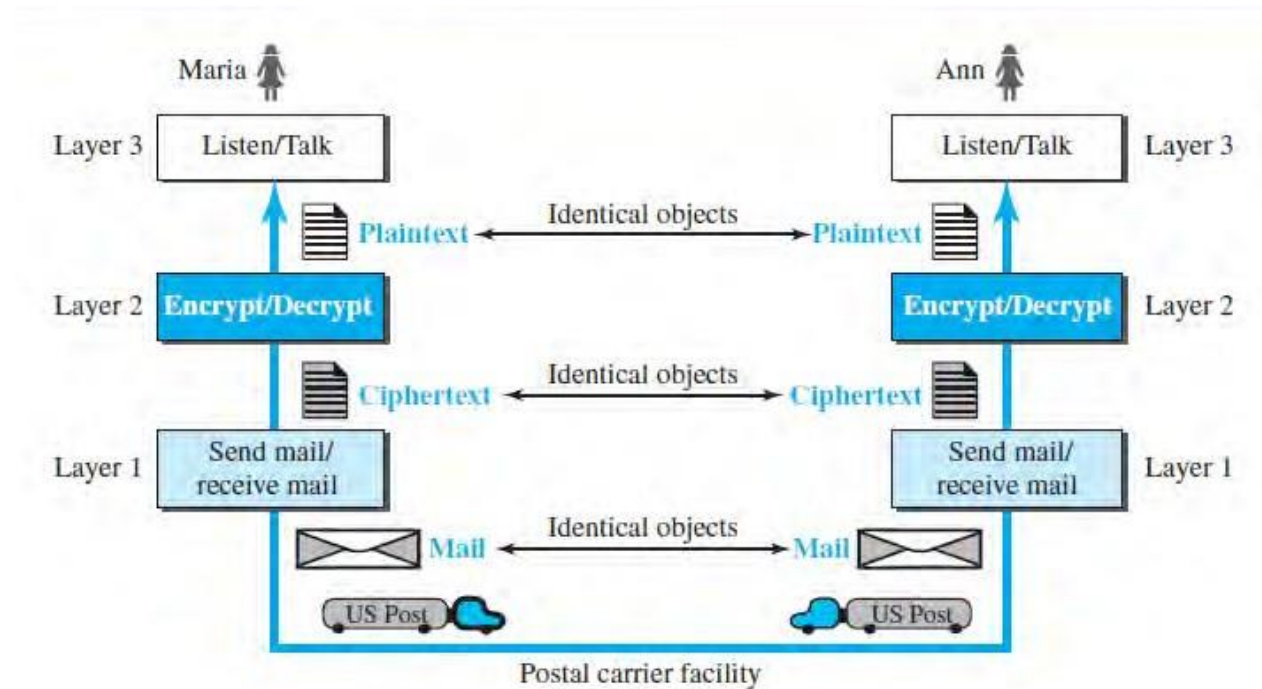 Maria
Ann
Layer 3
Listen/Talk
Listen/Talk
Layer 3
Identical objects
Plaintext
Plaintext
Layer 2
Encrypt/Decrypt
Encrypt/Decrypt
Layer 2
Identical objects
Ciphertext
Ciphertext
Layer 1
Send mail/
receive mail
Send mail/
receive mail
Layer 1
Identical objects
Mail
Mail
US Post
US Post
Postal carrier facility